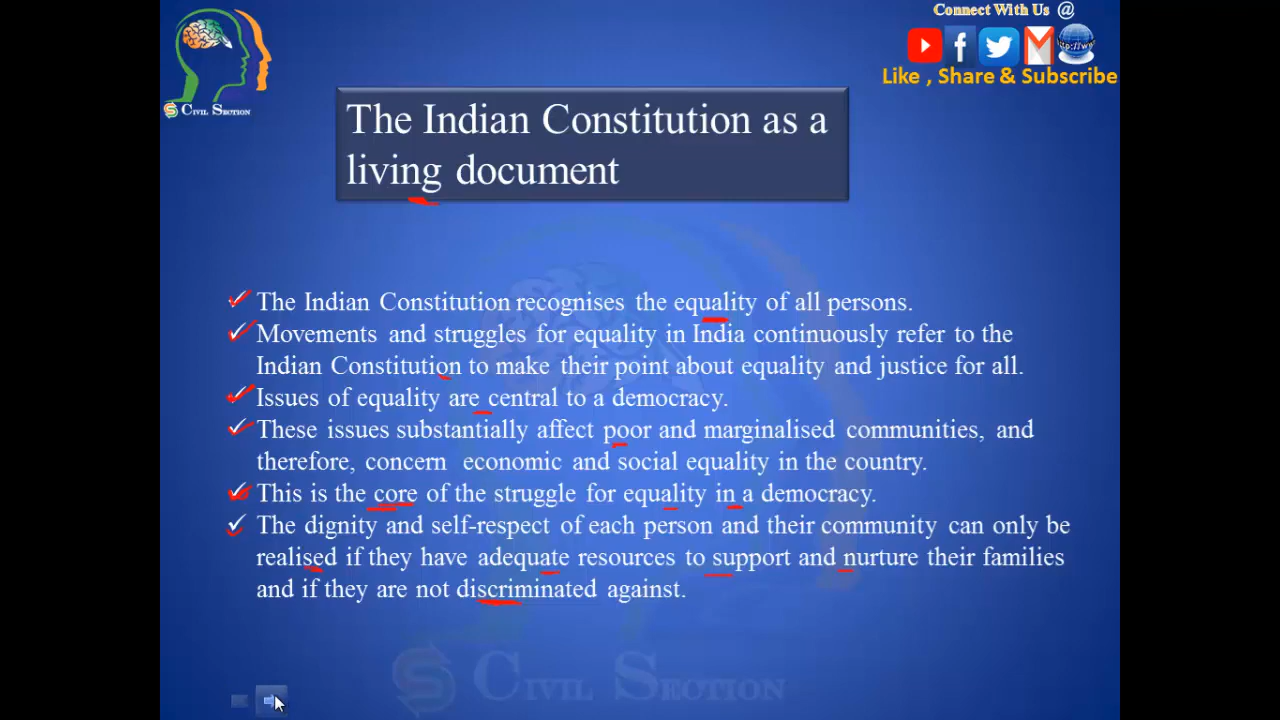 Connect With Us @
http://ww
Like , Share & Subscribe
S CIVIL SECTION
The Indian Constitution as a
living document
The Indian Constitution recognises the equality of all persons.
Movements and struggles for equality in India continuously refer to the
Indian Constitution to make their point about equality and justice for all.
Issues of equality are central to a democracy.
These issues substantially affect poor and marginalised communities, and
therefore, concern economic and social equality in the country.
This is the core of the struggle for equality in a democracy.
The dignity and self-respect of each person and their community can only be
realised if they have adequate resources to support and nurture their families
and if they are not discriminated against.
S CIVIL SECTION